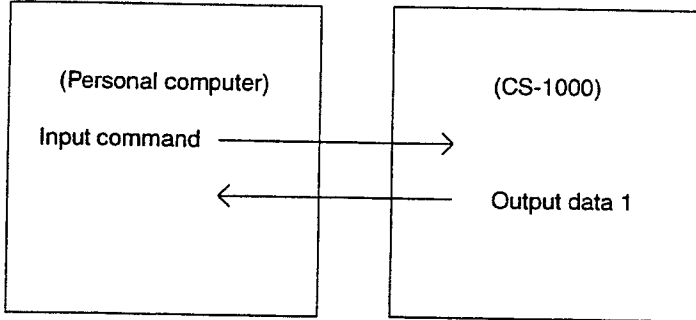 (Personal computer)
(CS-1000)
Input command
Output data 1